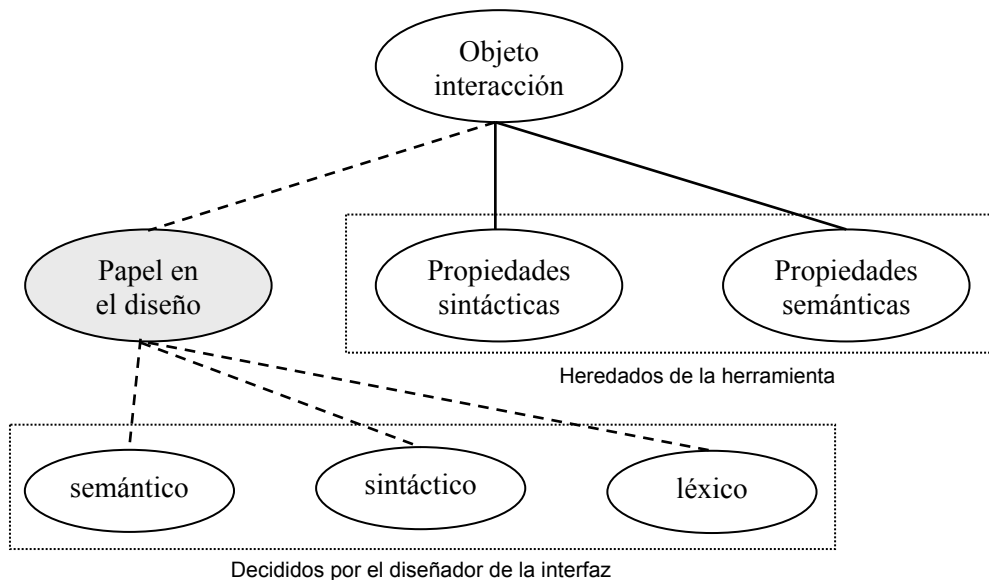 Objeto
interacción
Papel en
el diseño
Propiedades
sintácticas
Propiedades
semánticas
Heredados de la herramienta
semántico
sintáctico
léxico
Decididos por el diseñador de la interfaz